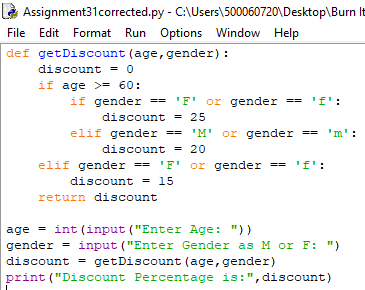 Assignment31corrected.py - C:\Users\500060720\Desktop\Burn It
File Edit Format Run Options Window Help
def getDiscount(age,gender):
    discount = 0
    if age >= 60:
        if gender == 'F' or gender == 'f':
            discount = 25
        elif gender == 'M' or gender == 'm':
            discount = 20
    elif gender == 'F' or gender == 'f':
        discount = 15
    return discount

age = int(input("Enter Age: "))
gender = input("Enter Gender as M or F: ")
discount = getDiscount(age,gender)
print("Discount Percentage is:",discount)